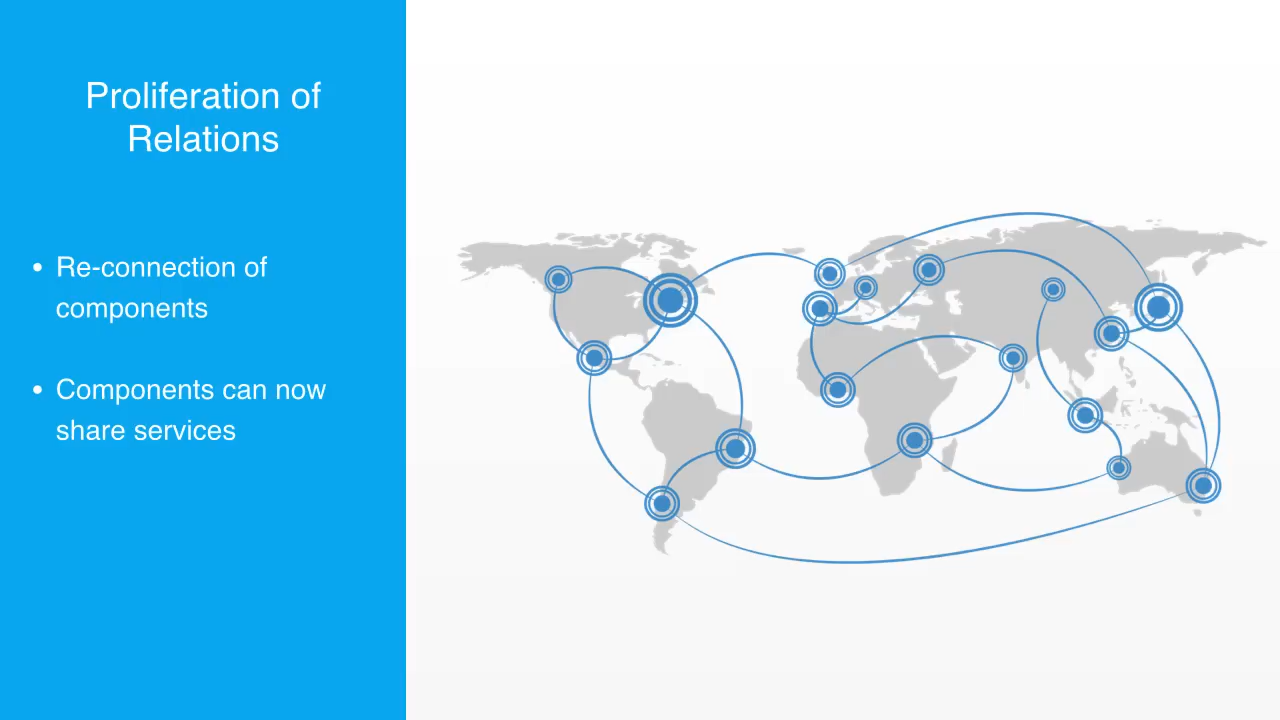 Proliferation of
Relations
• Re-connection of
components
• Components can now
share services